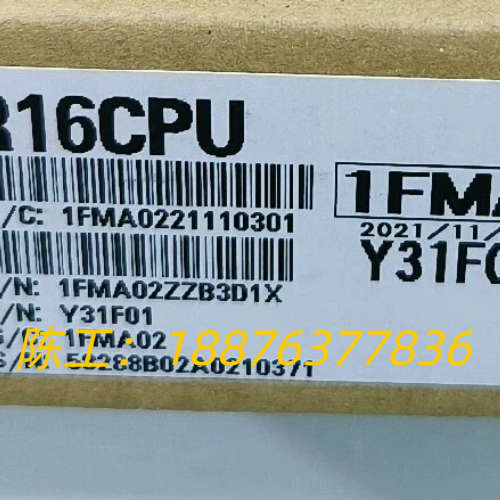 R16CPU
/C: 1FMA0221110301
1FMA
2021/11/
Y31F0
/N: 1FMA02ZZB3D1X
/N: Y31F01
1FMA02
陈工: 18876377836